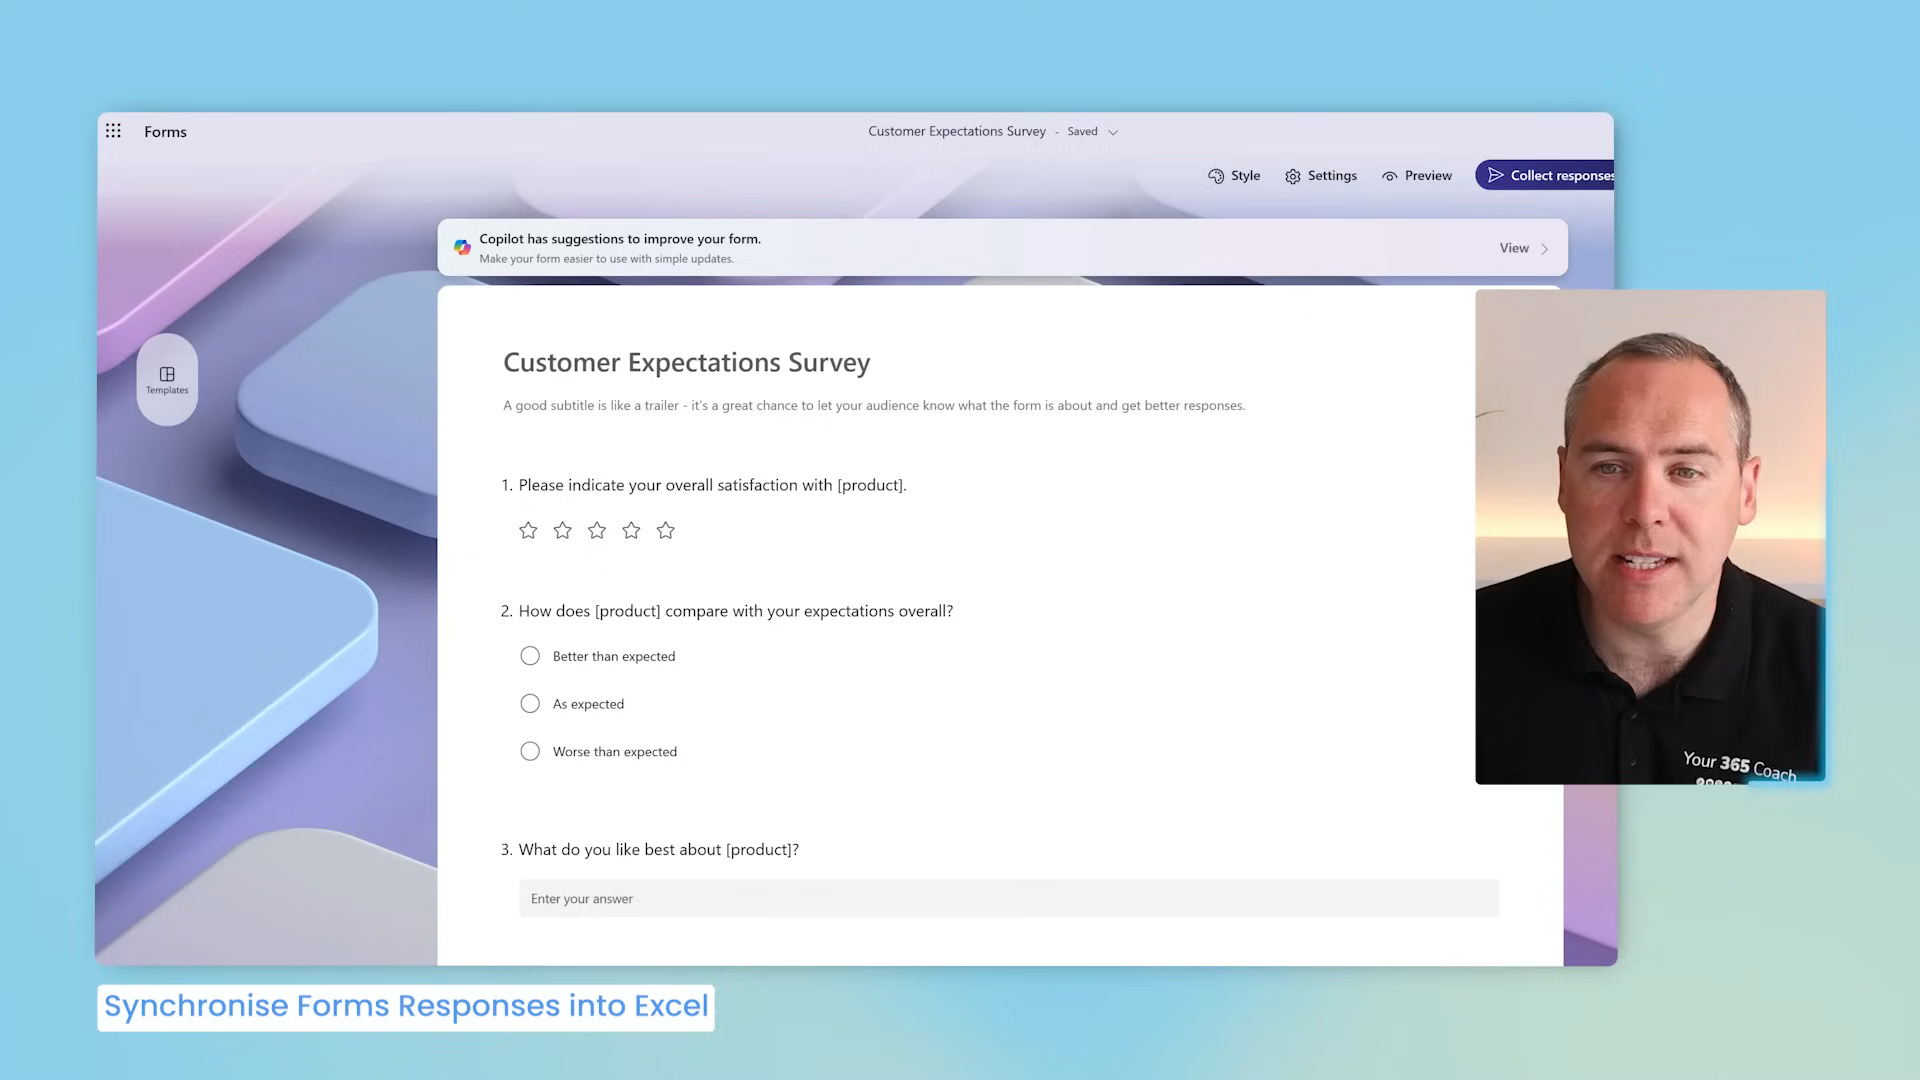 Forms
Customer Expectations Survey - Saved
Style
Settings
Preview
Collect responses
Copilot has suggestions to improve your form.
Make your form easier to use with simple updates.
View
Templates
Customer Expectations Survey
A good subtitle is like a trailer - it's a great chance to let your audience know what the form is about and get better responses.
1. Please indicate your overall satisfaction with [product].
2. How does [product] compare with your expectations overall?
Better than expected
As expected
Worse than expected
Your 365 Coach
3. What do you like best about [product]?
Enter your answer
Synchronise Forms Responses into Excel